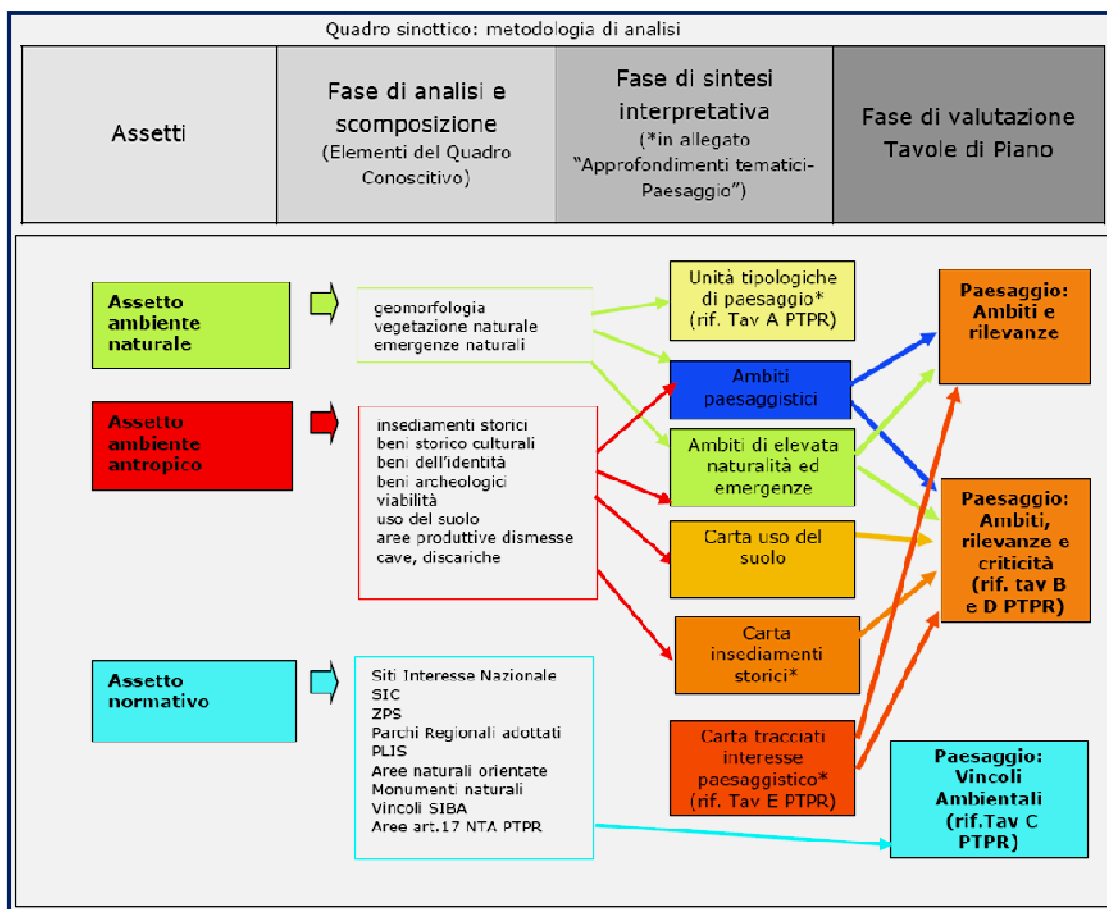 Quadro sinottico: metodologia di analisi
Assetti
Fase di analisi e
scomposizione
(Elementi del Quadro
Conoscitivo)
Fase di sintesi
interpretativa
(*in allegato
"Approfondimenti tematici-
Paesaggio")
Fase di valutazione
Tavole di Piano
Assetto
ambiente
naturale
geomorfologia
vegetazione naturale
emergenze naturali
Unità tipologiche
di paesaggio*
(rif. Tav A PTPR)
Paesaggio:
Ambiti e
rilevanze
Ambiti
paesaggistici
Assetto
ambiente
antropico
insediamenti storici
beni storico culturali
beni dell'identità
beni archeologici
viabilità
uso del suolo
aree produttive dismesse
cave, discariche
Ambiti di elevata
naturalità ed
emergenze
Carta uso del
suolo
Paesaggio:
Ambiti,
rilevanze e
criticità
(rif. tav B
e D PTPR)
Carta
insediamenti
storici*
Assetto
normativo
Siti Interesse Nazionale
SIC
ZPS
Parchi Regionali adottati
PLIS
Aree naturali orientate
Monumenti naturali
Vincoli SIBA
Aree art.17 NTA PTPR
Carta tracciati
interesse
paesaggistico*
(rif. Tav E PTPR)
Paesaggio:
Vincoli
Ambientali
(rif.Tav C
PTPR)